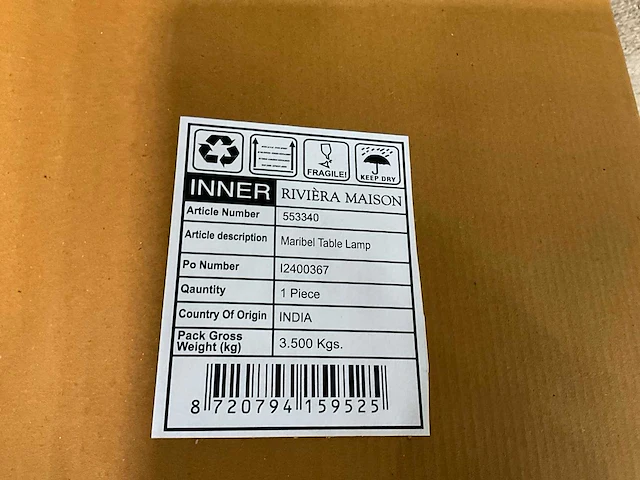 FRAGILE!
KEEP DRY
INNER RIVIÈRA MAISON
Article Number 553340
Article description Maribel Table Lamp
Po Number I2400367
Qauntity 1 Piece
Country Of Origin INDIA
Pack Gross
Weight (kg) 3.500 Kgs.
8 720794 159525